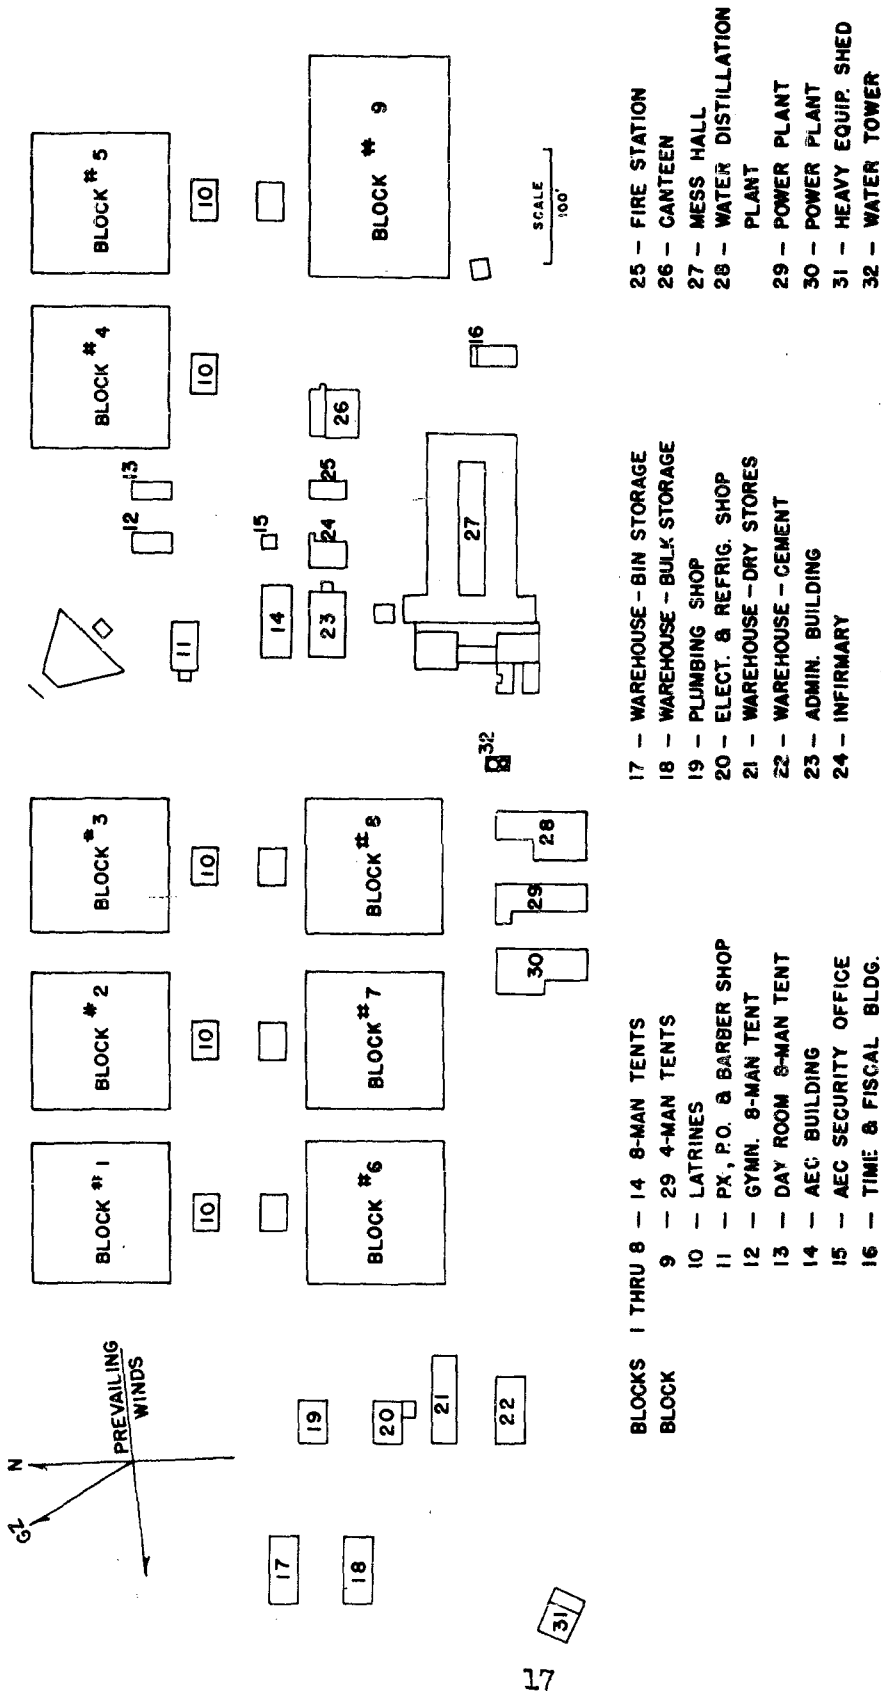 GZ
N
PREVAILING
WINDS
BLOCK #1
BLOCK #2
BLOCK #3
BLOCK #4
BLOCK #5
12
13
11
10
10
10
10
10
15
14
17
19
BLOCK #6
BLOCK #7
BLOCK #8
23
24
25
26
BLOCK # 9
18
20
21
22
27
16
32
30
29
28
31
SCALE
100'
BLOCKS 1 THRU 8 – 14 8-MAN TENTS
BLOCK 9 – 29 4-MAN TENTS
10 – LATRINES
11 – PX, P.O. & BARBER SHOP
12 – GYMN. 8-MAN TENT
13 – DAY ROOM 8-MAN TENT
14 – AEC BUILDING
15 – AEC SECURITY OFFICE
16 – TIME & FISCAL BLDG.
17 – WAREHOUSE – BIN STORAGE
18 – WAREHOUSE – BULK STORAGE
19 – PLUMBING SHOP
20 – ELECT. & REFRIG. SHOP
21 – WAREHOUSE – DRY STORES
22 – WAREHOUSE – CEMENT
23 – ADMIN. BUILDING
24 – INFIRMARY
25 – FIRE STATION
26 – CANTEEN
27 – MESS HALL
28 – WATER DISTILLATION
PLANT
29 – POWER PLANT
30 – POWER PLANT
31 – HEAVY EQUIP. SHED
32 – WATER TOWER
17